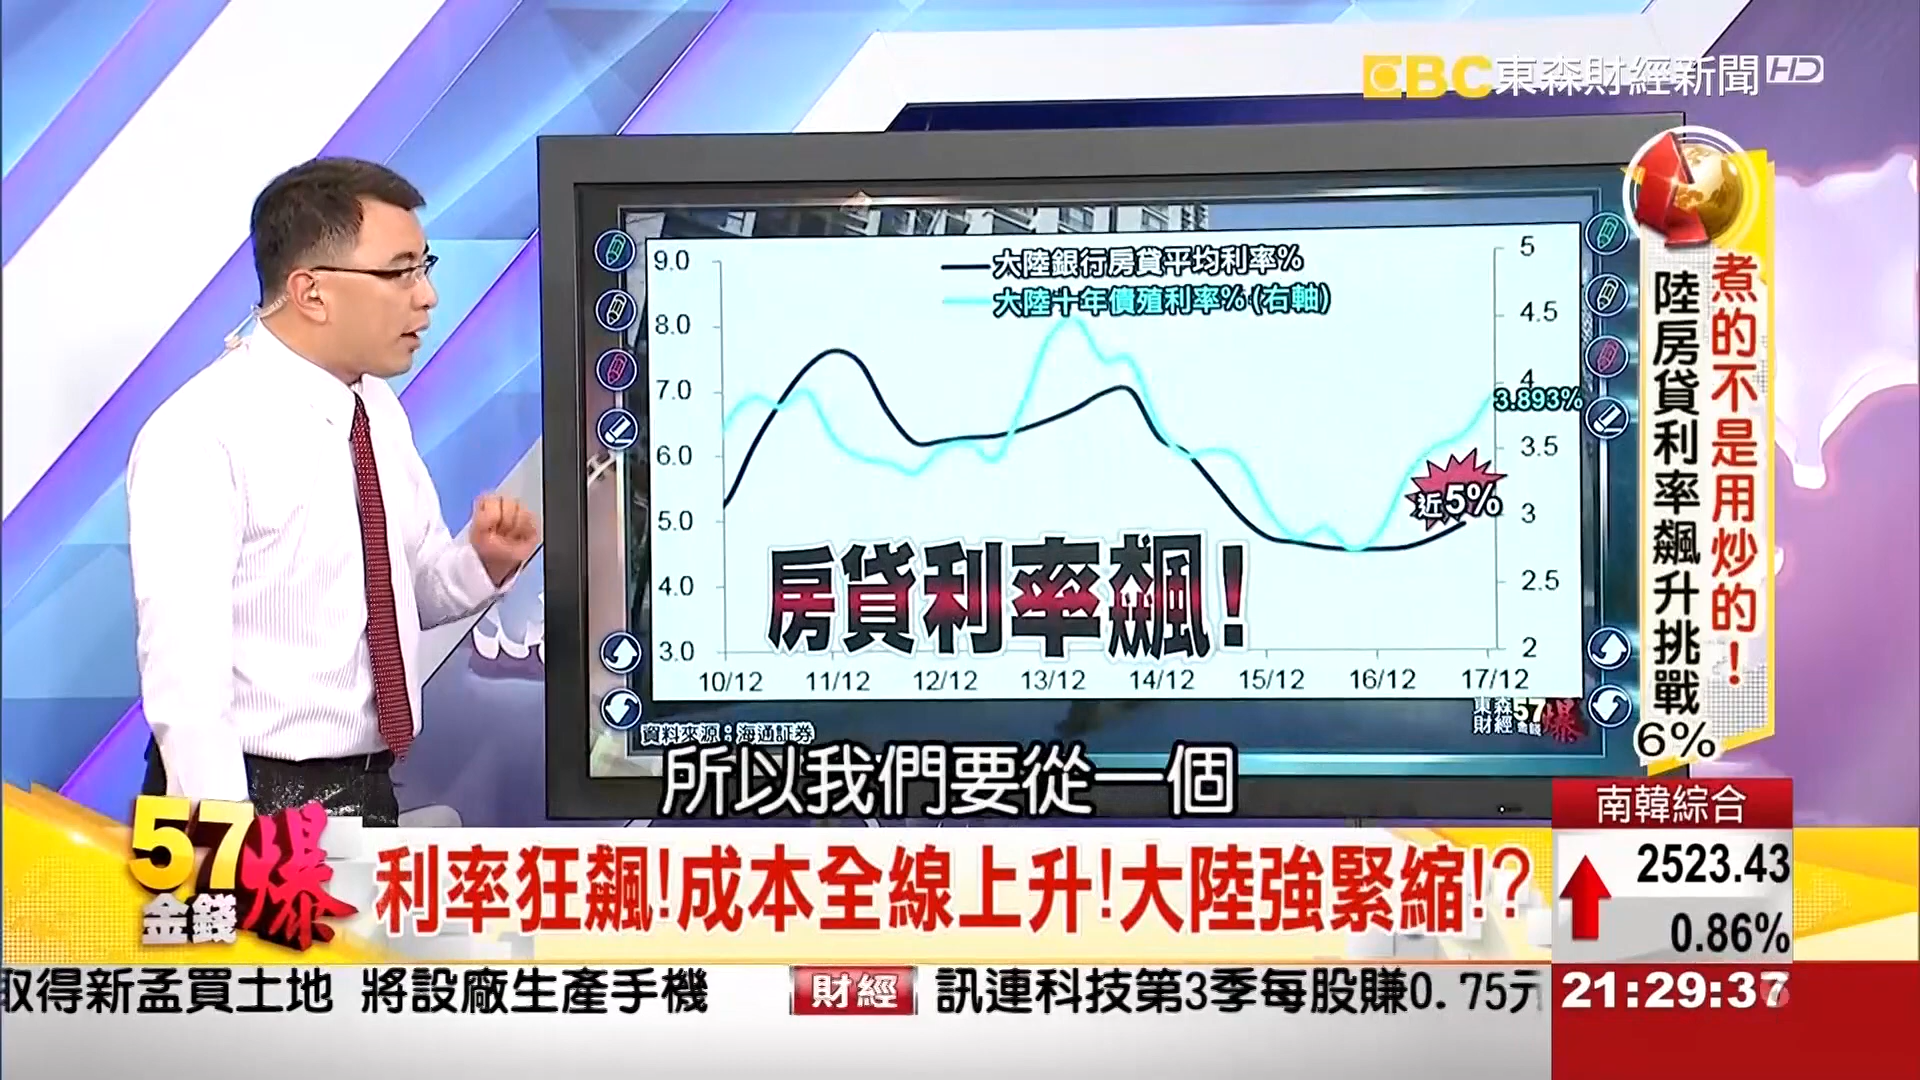 EBC東森財經新聞HD
煮的不是用炒的！
陸房貸利率飆升挑戰6%
大陸銀行房貸平均利率%
大陸十年債殖利率%(右軸)
9.0
8.0
7.0
6.0
5.0
4.0
3.0
5
4.5
4
3.893%
3.5
3
2.5
2
近5%
房貸利率飆！
10/12 11/12 12/12 13/12 14/12 15/12 16/12 17/12
資料來源：海通証券
東森財經 57金錢爆
所以我們要從一個
57金錢爆
利率狂飆!成本全線上升!大陸強緊縮!?
南韓綜合
2523.43
0.86%
取得新孟買土地 將設廠生產手機 財經 訊連科技第3季每股賺0.75元
21:29:37